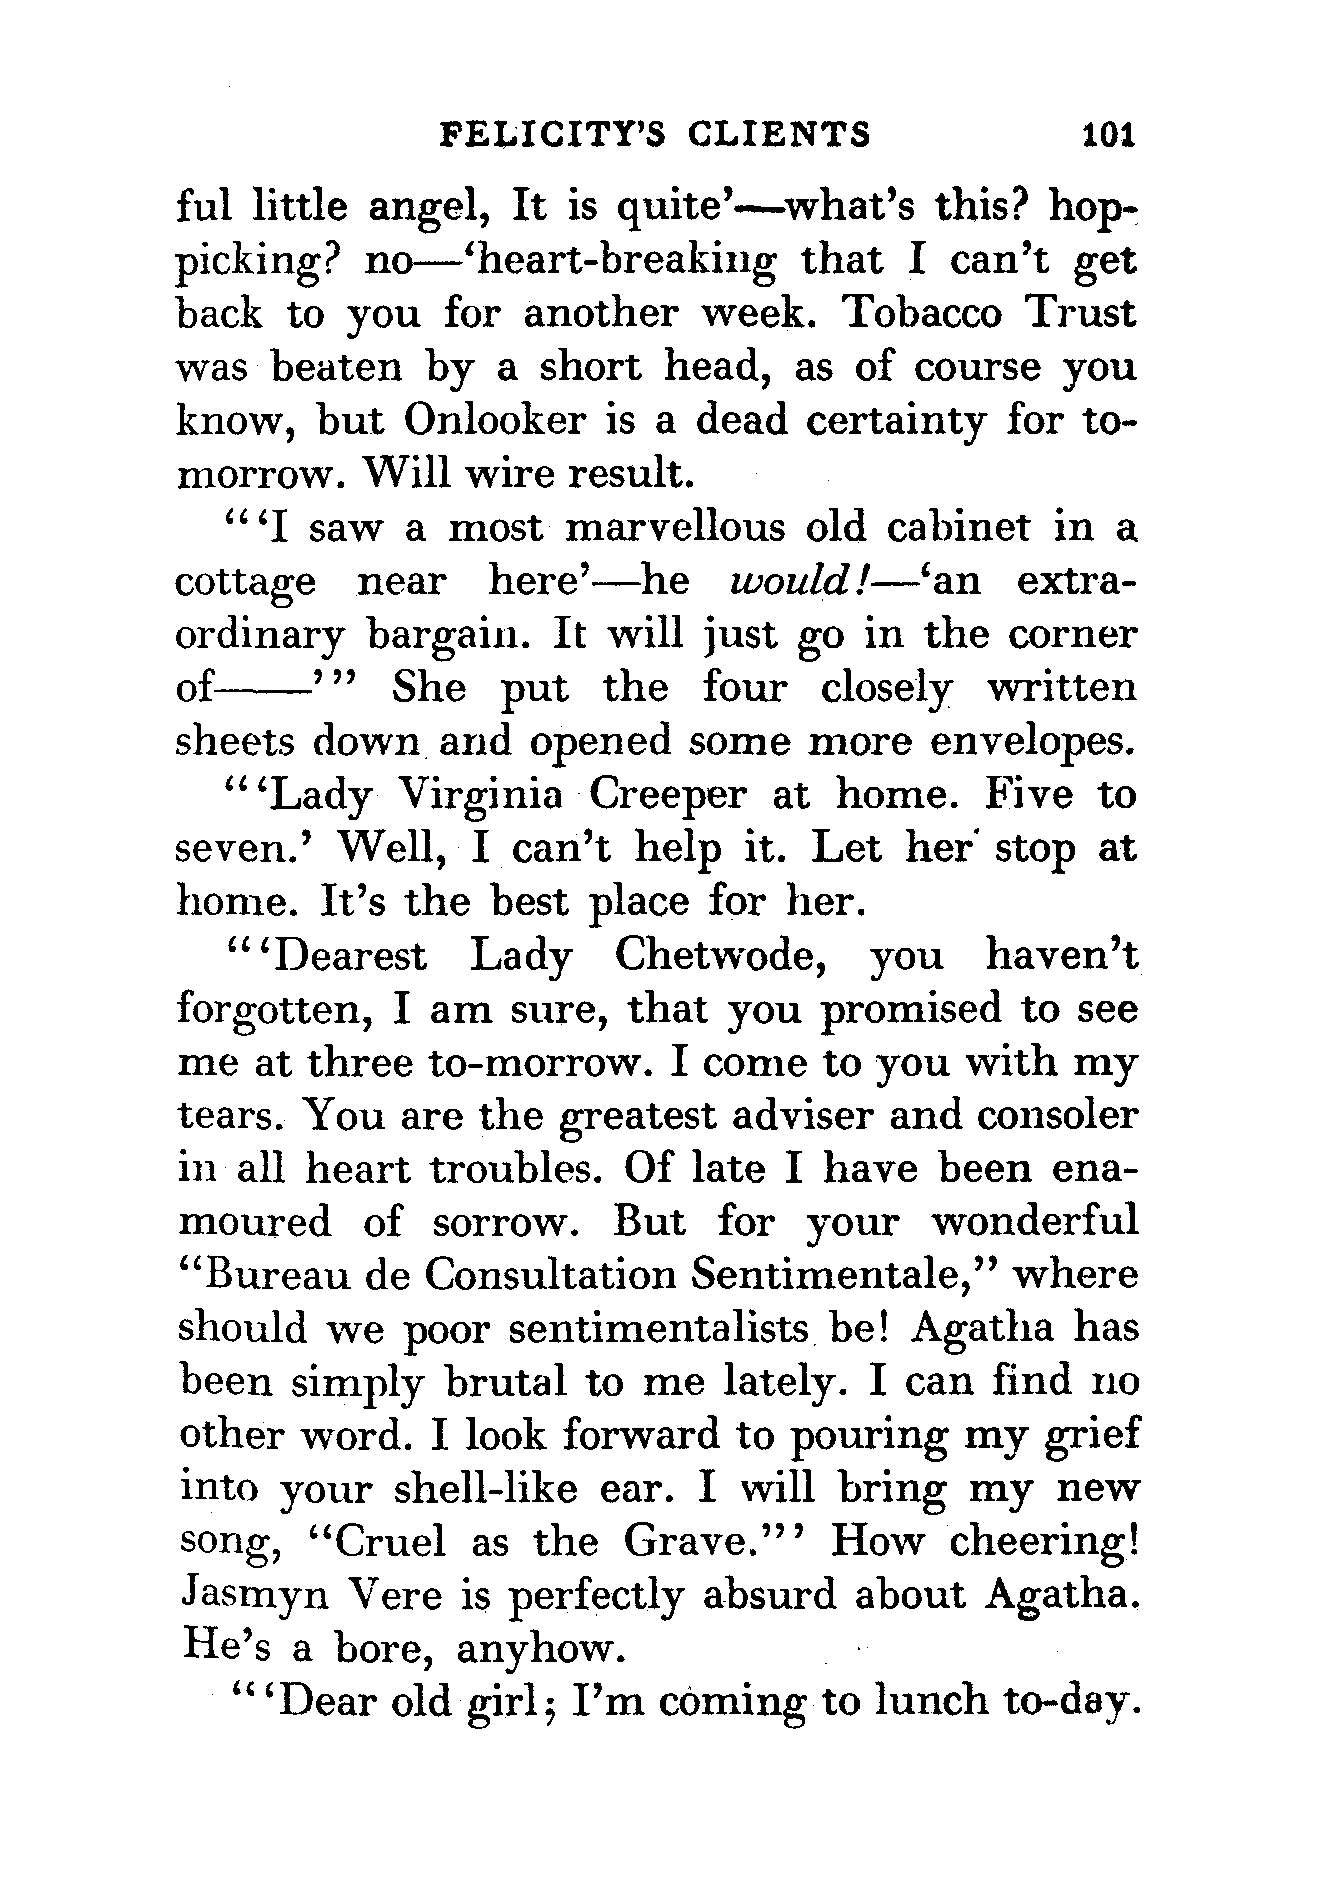 FELICITY'S CLIENTS 101
ful little angel, It is quite'—what's this? hop-
picking? no—'heart-breaking that I can't get
back to you for another week. Tobacco Trust
was beaten by a short head, as of course you
know, but Onlooker is a dead certainty for to-
morrow. Will wire result.
"'I saw a most marvellous old cabinet in a
cottage near here'—he would!—'an extra-
ordinary bargain. It will just go in the corner
of——'" She put the four closely written
sheets down and opened some more envelopes.
"'Lady Virginia Creeper at home. Five to
seven.' Well, I can't help it. Let her stop at
home. It's the best place for her.
"'Dearest Lady Chetwode, you haven't
forgotten, I am sure, that you promised to see
me at three to-morrow. I come to you with my
tears. You are the greatest adviser and consoler
in all heart troubles. Of late I have been ena-
moured of sorrow. But for your wonderful
"Bureau de Consultation Sentimentale," where
should we poor sentimentalists be! Agatha has
been simply brutal to me lately. I can find no
other word. I look forward to pouring my grief
into your shell-like ear. I will bring my new
song, "Cruel as the Grave."' How cheering!
Jasmyn Vere is perfectly absurd about Agatha.
He's a bore, anyhow.
"'Dear old girl; I'm coming to lunch to-day.